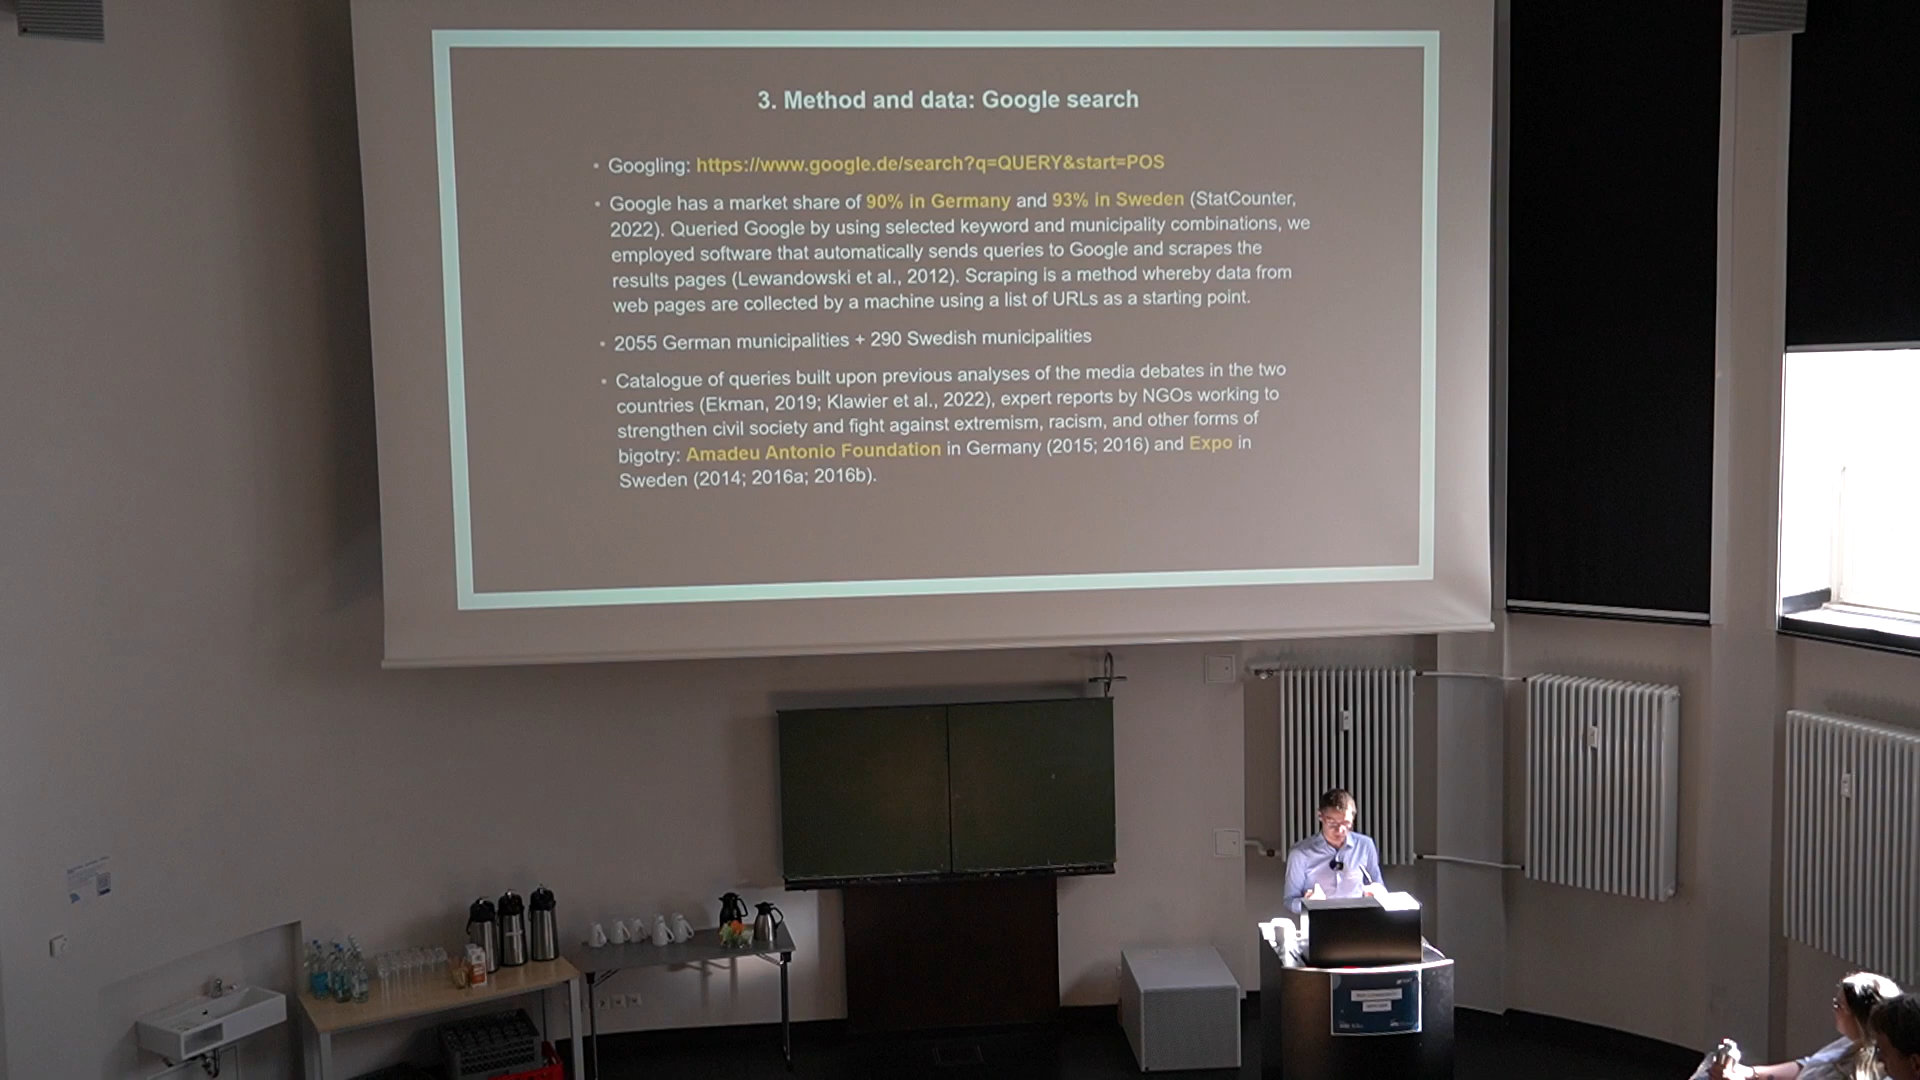 3. Method and data: Google search
• Googling: https://www.google.de/search?q=QUERY&start=POS
• Google has a market share of 90% in Germany and 93% in Sweden (StatCounter,
2022). Queried Google by using selected keyword and municipality combinations, we
employed software that automatically sends queries to Google and scrapes the
results pages (Lewandowski et al., 2012). Scraping is a method whereby data from
web pages are collected by a machine using a list of URLs as a starting point.
• 2055 German municipalities + 290 Swedish municipalities
• Catalogue of queries built upon previous analyses of the media debates in the two
countries (Ekman, 2019; Klawier et al., 2022), expert reports by NGOs working to
strengthen civil society and fight against extremism, racism, and other forms of
bigotry: Amadeu Antonio Foundation in Germany (2015; 2016) and Expo in
Sweden (2014; 2016a; 2016b).